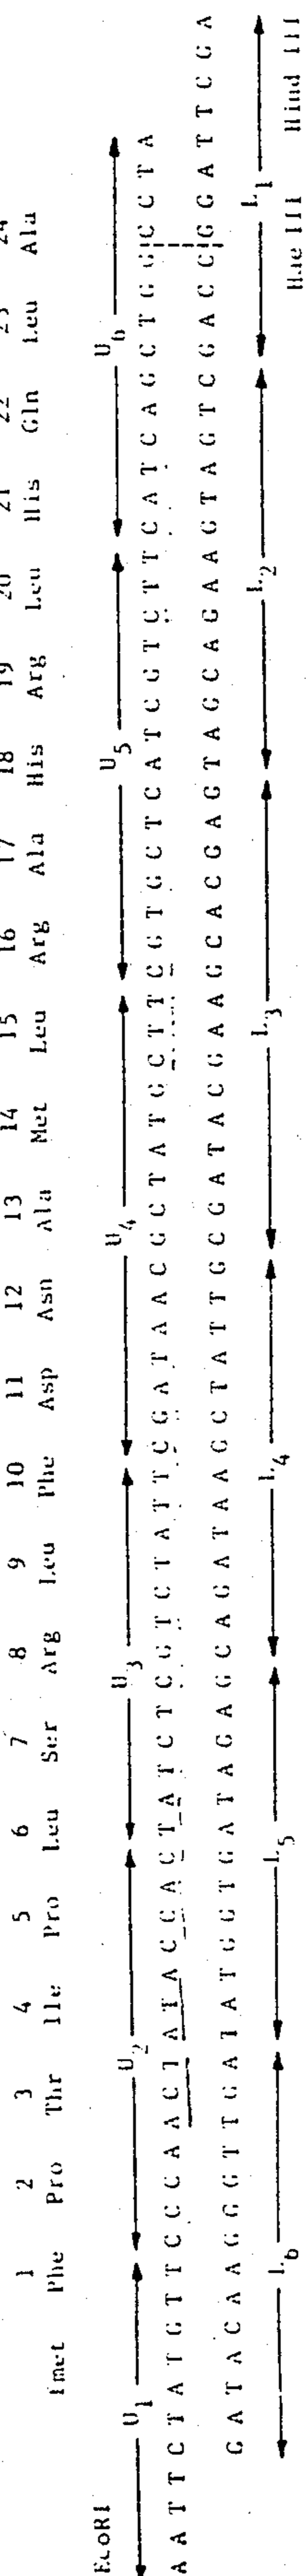 1 2 3 4 5 6 7 8 9 10 11 12 13 14 15 16 17 18 19 20 21 22 23 24
fmet Phe Pro Thr Ile Pro Leu Ser Arg Leu Phe Asp Asn Ala Met Leu Arg Ala His Arg Leu His Gln Leu Ala
EcoRI
U1 U2 U3 U4 U5 U6
A A T T C T A T G T T C C C A A C T A T A C C A C T A T C T C G T C T A T T C G A T A A C G C T A T G C T T C G T G C T C A T C G T C T T C A T C A G C T G G C C T A
G A T A C A A G G G T T G A T A T G G T G A T A G A G C A G A T A A G C T A T T G C G A T A C G A A G C A C G A G T A G C A G A A G T A G T C G A C C G G A T T C G A
L6 L5 L4 L3 L2 L1
Hae III Hind III